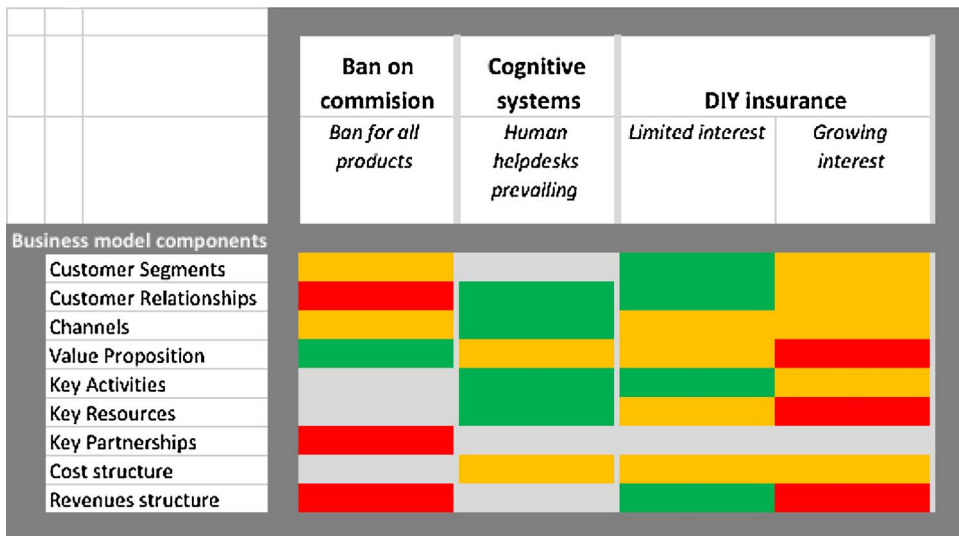 Ban on
commision
Cognitive
systems
DIY insurance
Ban for all
products
Human
helpdesks
prevailing
Limited interest
Growing
interest
Business model components
Customer Segments
Customer Relationships
Channels
Value Proposition
Key Activities
Key Resources
Key Partnerships
Cost structure
Revenues structure